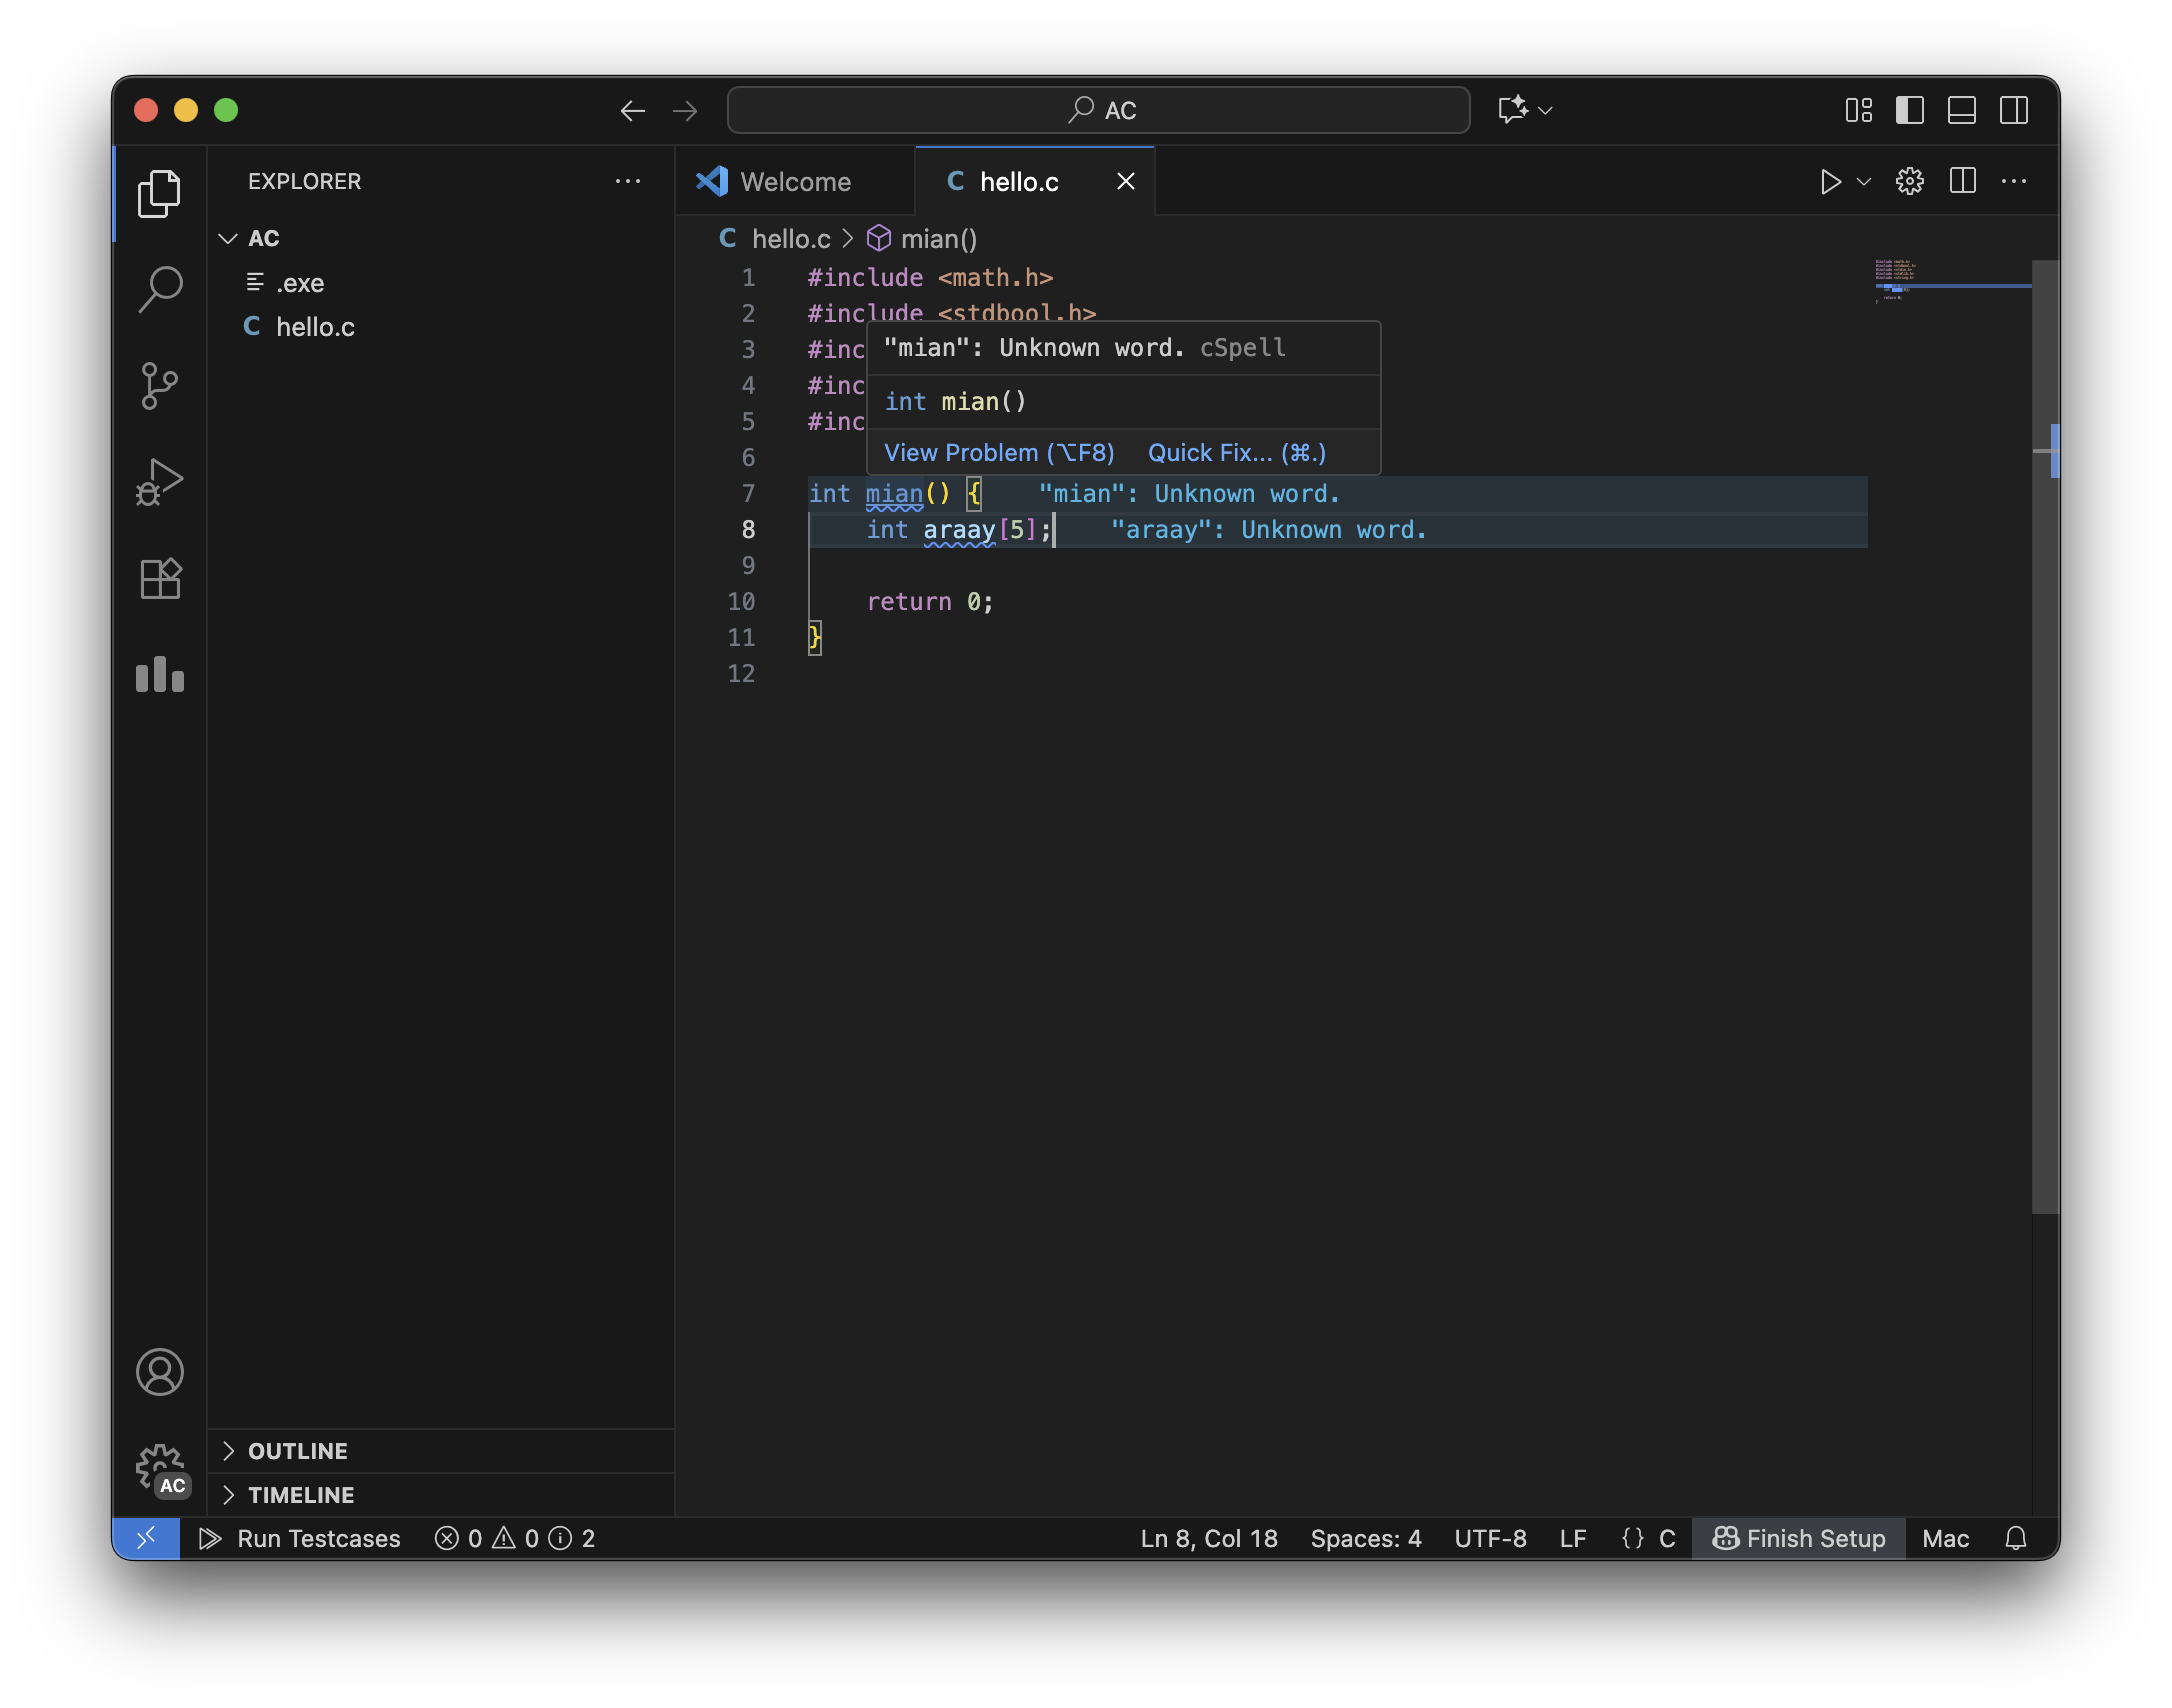 AC
EXPLORER
AC
.exe
C hello.c
Welcome
C hello.c
C hello.c > mian()
1 #include <math.h>
2 #include <stdbool.h>
3 #inc
4 #inc
5 #inc
"mian": Unknown word. cSpell
int mian()
View Problem (⌥F8) Quick Fix... (⌘.)
6
7 int mian() { "mian": Unknown word.
8 int araay[5]; "araay": Unknown word.
9
10 return 0;
11 }
12
AC
OUTLINE
TIMELINE
Run Testcases 0 0 2 Ln 8, Col 18 Spaces: 4 UTF-8 LF {} C Finish Setup Mac